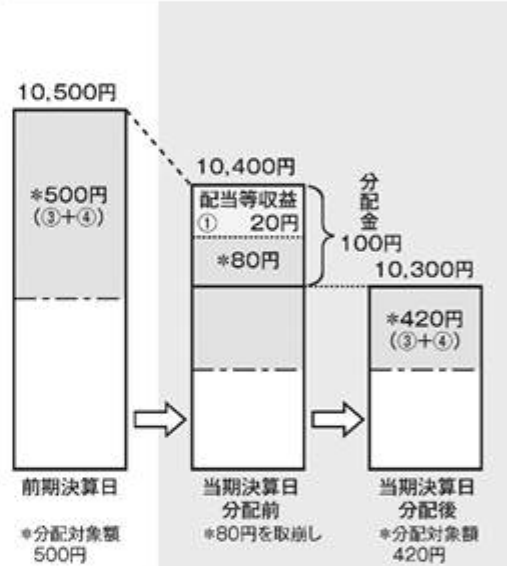 10,500円
*500円
(③+④)
前期決算日
*分配対象額
500円
10,400円
配当等収益
① 20円
*80円
分配金
100円
当期決算日
分配前
*80円を取崩し
10,300円
*420円
(③+④)
当期決算日
分配後
*分配対象額
420円